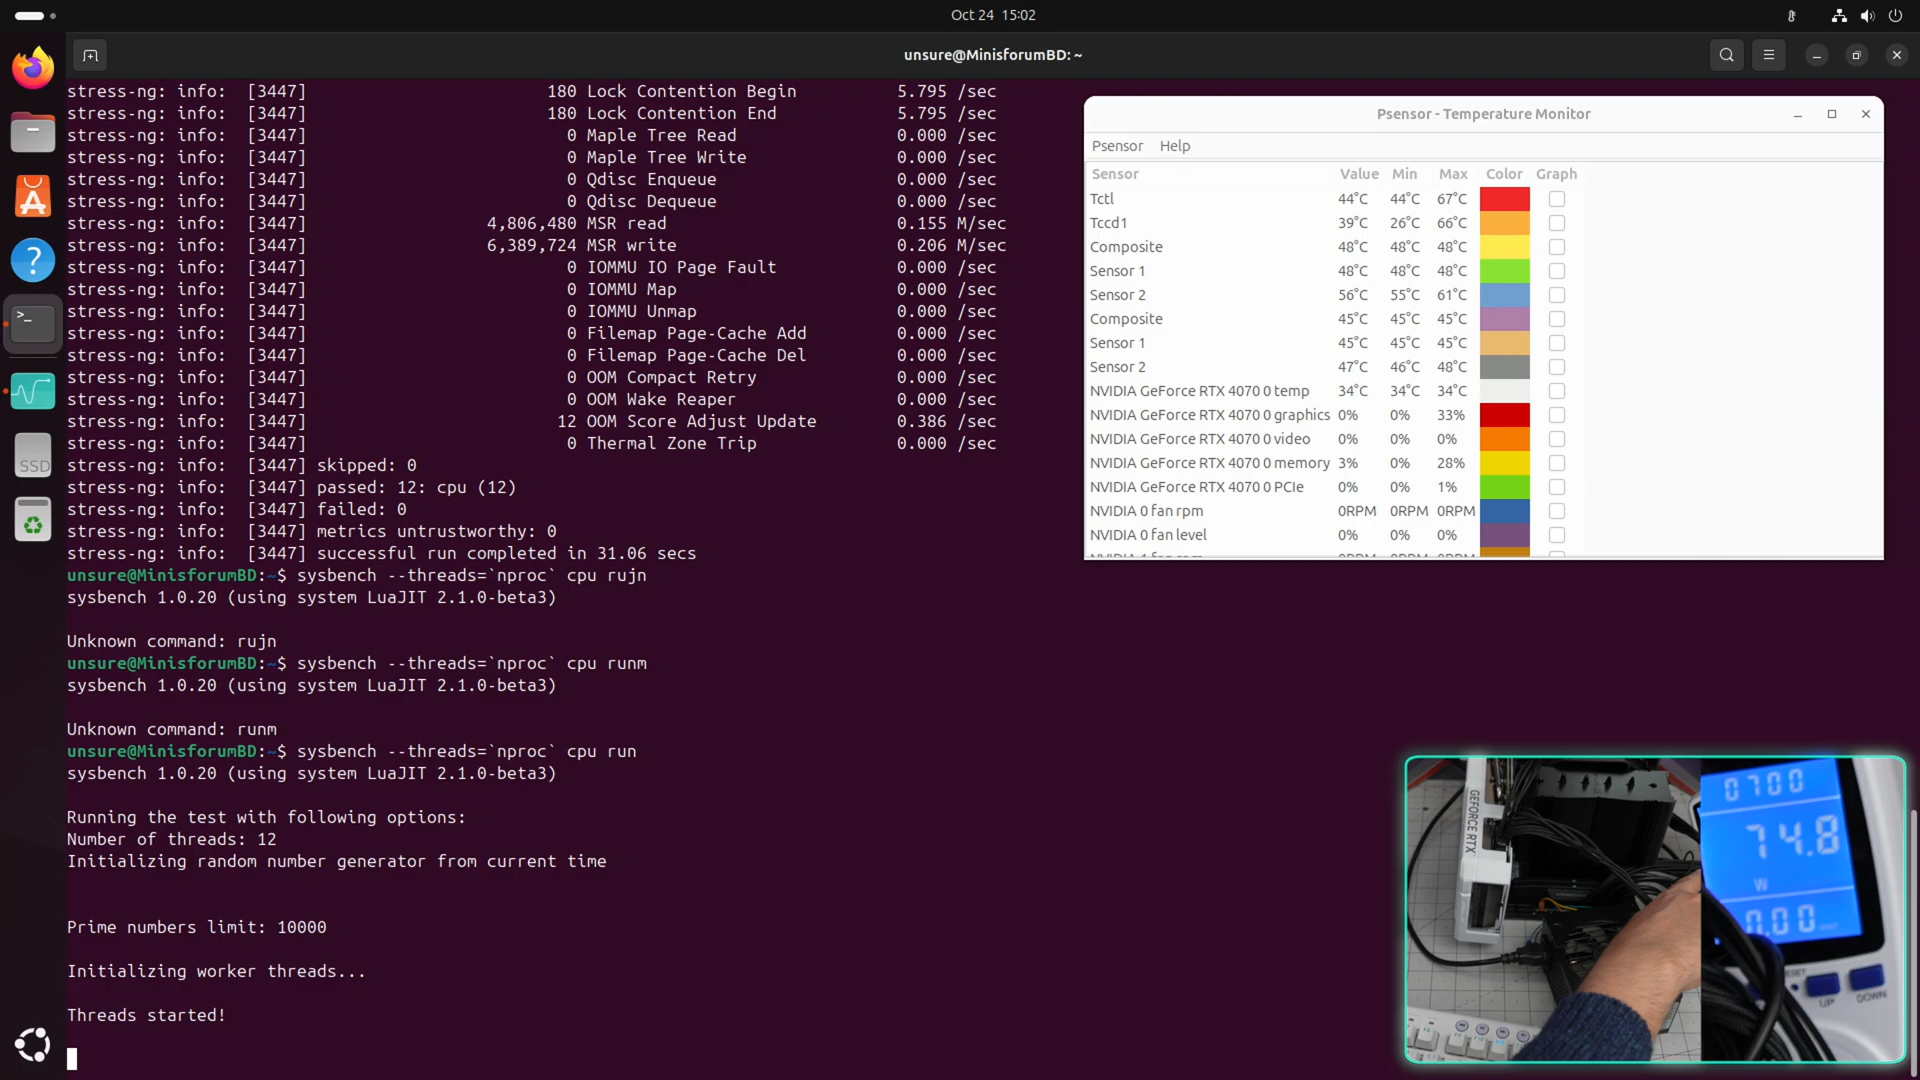 Oct 24 15:02
unsure@MinisforumBD: ~
stress-ng: info: [3447] 180 Lock Contention Begin 5.795 /sec
stress-ng: info: [3447] 180 Lock Contention End 5.795 /sec
stress-ng: info: [3447] 0 Maple Tree Read 0.000 /sec
stress-ng: info: [3447] 0 Maple Tree Write 0.000 /sec
stress-ng: info: [3447] 0 Qdisc Enqueue 0.000 /sec
stress-ng: info: [3447] 0 Qdisc Dequeue 0.000 /sec
stress-ng: info: [3447] 4,806,480 MSR read 0.155 M/sec
stress-ng: info: [3447] 6,389,724 MSR write 0.206 M/sec
stress-ng: info: [3447] 0 IOMMU IO Page Fault 0.000 /sec
stress-ng: info: [3447] 0 IOMMU Map 0.000 /sec
stress-ng: info: [3447] 0 IOMMU Unmap 0.000 /sec
stress-ng: info: [3447] 0 Filemap Page-Cache Add 0.000 /sec
stress-ng: info: [3447] 0 Filemap Page-Cache Del 0.000 /sec
stress-ng: info: [3447] 0 OOM Compact Retry 0.000 /sec
stress-ng: info: [3447] 0 OOM Wake Reaper 0.000 /sec
stress-ng: info: [3447] 12 OOM Score Adjust Update 0.386 /sec
stress-ng: info: [3447] 0 Thermal Zone Trip 0.000 /sec
stress-ng: info: [3447] skipped: 0
stress-ng: info: [3447] passed: 12: cpu (12)
stress-ng: info: [3447] failed: 0
stress-ng: info: [3447] metrics untrustworthy: 0
stress-ng: info: [3447] successful run completed in 31.06 secs
unsure@MinisforumBD:~$ sysbench --threads=`nproc` cpu rujn
sysbench 1.0.20 (using system LuaJIT 2.1.0-beta3)
Unknown command: rujn
unsure@MinisforumBD:~$ sysbench --threads=`nproc` cpu runm
sysbench 1.0.20 (using system LuaJIT 2.1.0-beta3)
Unknown command: runm
unsure@MinisforumBD:~$ sysbench --threads=`nproc` cpu run
sysbench 1.0.20 (using system LuaJIT 2.1.0-beta3)
Running the test with following options:
Number of threads: 12
Initializing random number generator from current time
Prime numbers limit: 10000
Initializing worker threads...
Threads started!
Psensor - Temperature Monitor
Psensor Help
Sensor Value Min Max Color Graph
Tctl 44°C 44°C 67°C
Tccd1 39°C 26°C 66°C
Composite 48°C 48°C 48°C
Sensor 1 48°C 48°C 48°C
Sensor 2 56°C 55°C 61°C
Composite 45°C 45°C 45°C
Sensor 1 45°C 45°C 45°C
Sensor 2 47°C 46°C 48°C
NVIDIA GeForce RTX 4070 0 temp 34°C 34°C 34°C
NVIDIA GeForce RTX 4070 0 graphics 0% 0% 33%
NVIDIA GeForce RTX 4070 0 video 0% 0% 0%
NVIDIA GeForce RTX 4070 0 memory 3% 0% 28%
NVIDIA GeForce RTX 4070 0 PCIe 0% 0% 1%
NVIDIA 0 fan rpm 0RPM 0RPM 0RPM
NVIDIA 0 fan level 0% 0% 0%
SSD
GEFORCE RTX
0700
74.8
W
0.00
RESET
UP
DOWN